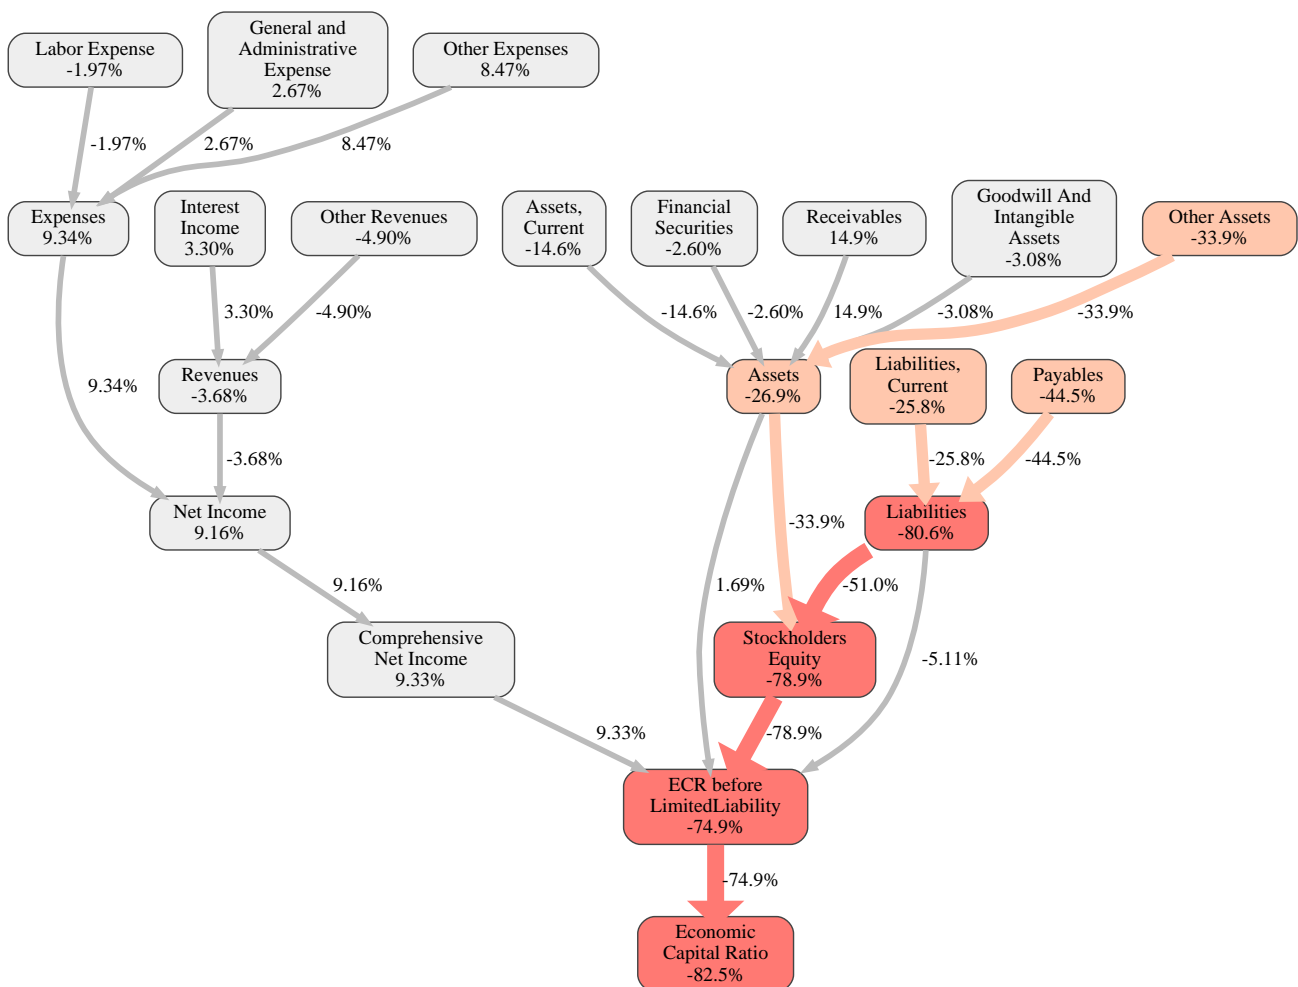 Labor Expense
-1.97%
General and
Administrative
Expense
2.67%
Other Expenses
8.47%
-1.97%
2.67%
8.47%
Expenses
9.34%
Interest
Income
3.30%
Other Revenues
-4.90%
Assets,
Current
-14.6%
Financial
Securities
-2.60%
Receivables
14.9%
Goodwill And
Intangible
Assets
-3.08%
Other Assets
-33.9%
3.30%
-4.90%
-14.6%
-2.60%
14.9%
-3.08%
-33.9%
9.34%
Revenues
-3.68%
Assets
-26.9%
Liabilities,
Current
-25.8%
Payables
-44.5%
-3.68%
-25.8%
-44.5%
Net Income
9.16%
-33.9%
Liabilities
-80.6%
9.16%
1.69%
-51.0%
Comprehensive
Net Income
9.33%
Stockholders
Equity
-78.9%
-5.11%
9.33%
-78.9%
ECR before
LimitedLiability
-74.9%
-74.9%
Economic
Capital Ratio
-82.5%